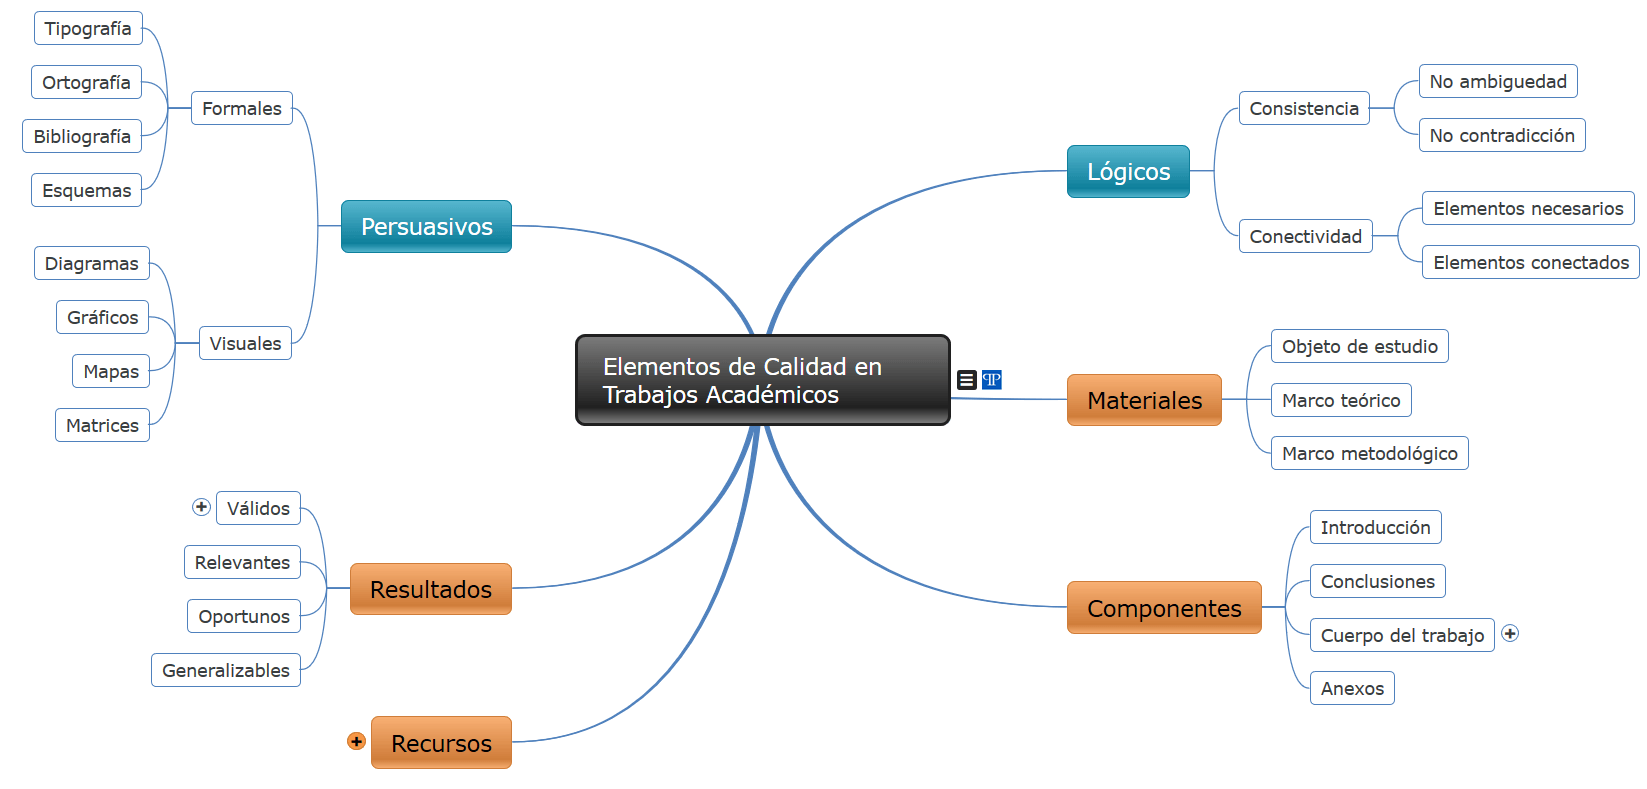 Elementos de Calidad en
Trabajos Académicos
Lógicos
Consistencia
No ambiguedad
No contradicción
Conectividad
Elementos necesarios
Elementos conectados
Materiales
Objeto de estudio
Marco teórico
Marco metodológico
Componentes
Introducción
Conclusiones
Cuerpo del trabajo
Anexos
Persuasivos
Formales
Tipografía
Ortografía
Bibliografía
Esquemas
Visuales
Diagramas
Gráficos
Mapas
Matrices
Resultados
Válidos
Relevantes
Oportunos
Generalizables
Recursos